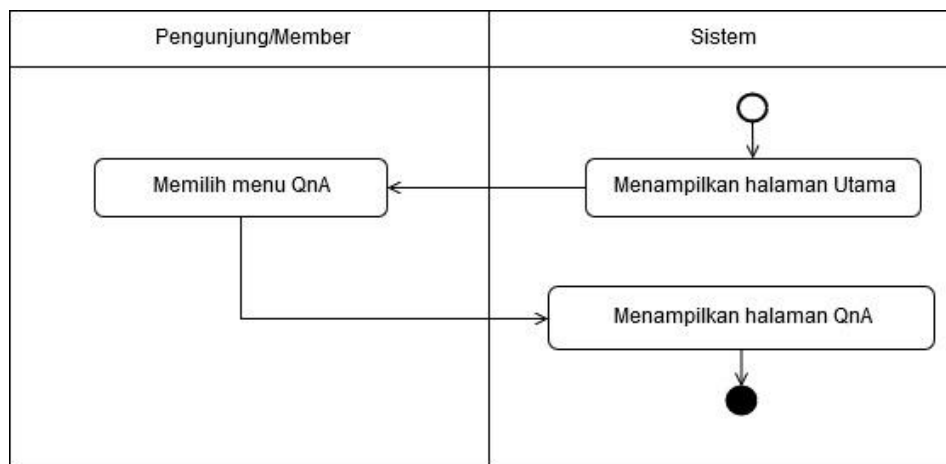 Pengunjung/Member
Sistem
Menampilkan halaman Utama
Memilih menu QnA
Menampilkan halaman QnA